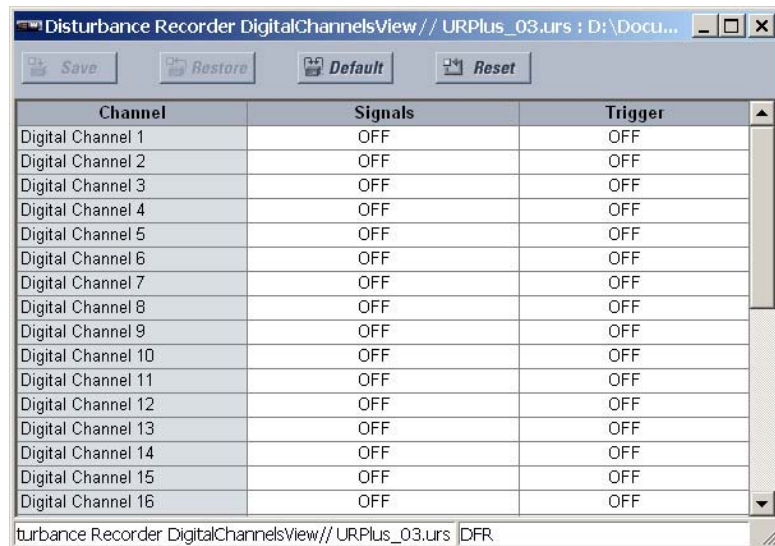 Disturbance Recorder DigitalChannelsView// URPlus_03.urs : D:\Docu...
Save Restore Default Reset
Channel Signals Trigger
Digital Channel 1 OFF OFF
Digital Channel 2 OFF OFF
Digital Channel 3 OFF OFF
Digital Channel 4 OFF OFF
Digital Channel 5 OFF OFF
Digital Channel 6 OFF OFF
Digital Channel 7 OFF OFF
Digital Channel 8 OFF OFF
Digital Channel 9 OFF OFF
Digital Channel 10 OFF OFF
Digital Channel 11 OFF OFF
Digital Channel 12 OFF OFF
Digital Channel 13 OFF OFF
Digital Channel 14 OFF OFF
Digital Channel 15 OFF OFF
Digital Channel 16 OFF OFF
turbance Recorder DigitalChannelsView// URPlus_03.urs DFR